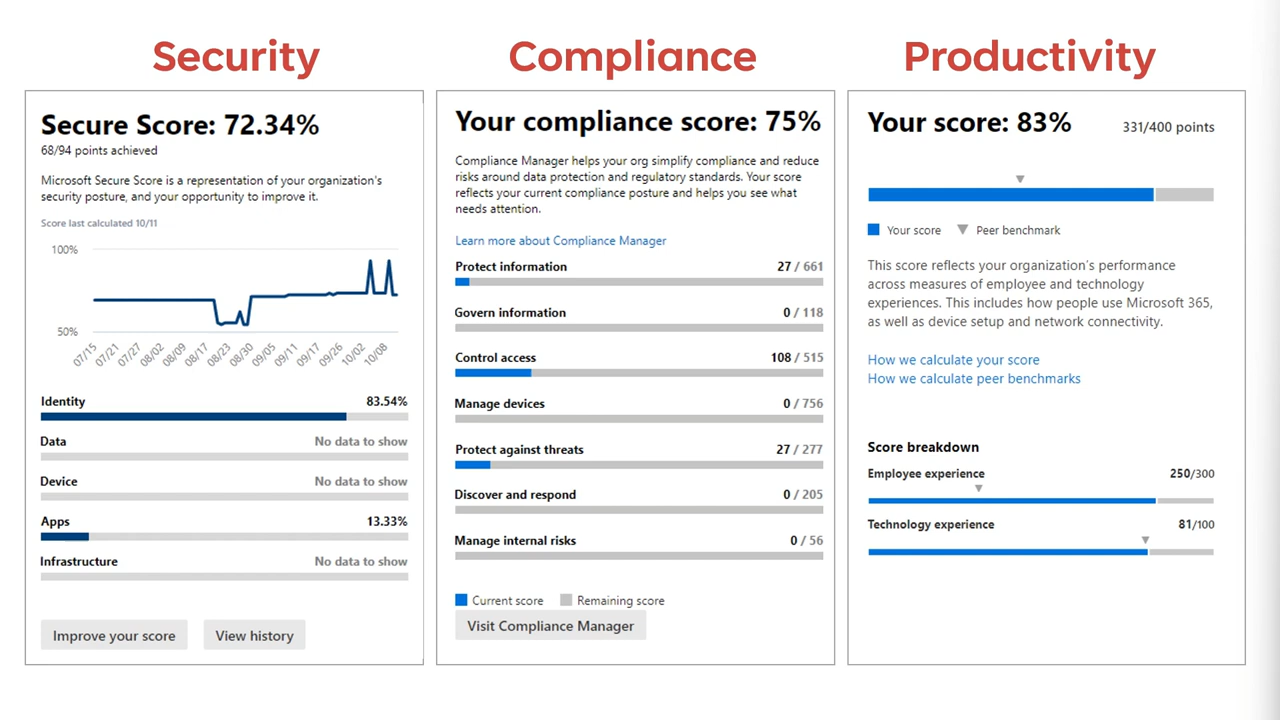 Security
Secure Score: 72.34%
68/94 points achieved
Microsoft Secure Score is a representation of your organization's
security posture, and your opportunity to improve it.
Score last calculated 10/11
100%
50%
07/15
07/21
07/27
08/02
08/09
08/17
08/23
08/30
09/05
09/11
09/17
09/26
10/02
10/08
Identity 83.54%
Data No data to show
Device No data to show
Apps 13.33%
Infrastructure No data to show
Improve your score View history
Compliance
Your compliance score: 75%
Compliance Manager helps your org simplify compliance and reduce
risks around data protection and regulatory standards. Your score
reflects your current compliance posture and helps you see what
needs attention.
Learn more about Compliance Manager
Protect information 27 / 661
Govern information 0 / 118
Control access 108 / 515
Manage devices 0 / 756
Protect against threats 27 / 277
Discover and respond 0 / 205
Manage internal risks 0 / 56
Current score Remaining score
Visit Compliance Manager
Productivity
Your score: 83% 331/400 points
Your score Peer benchmark
This score reflects your organization's performance
across measures of employee and technology
experiences. This includes how people use Microsoft 365,
as well as device setup and network connectivity.
How we calculate your score
How we calculate peer benchmarks
Score breakdown
Employee experience 250/300
Technology experience 81/100